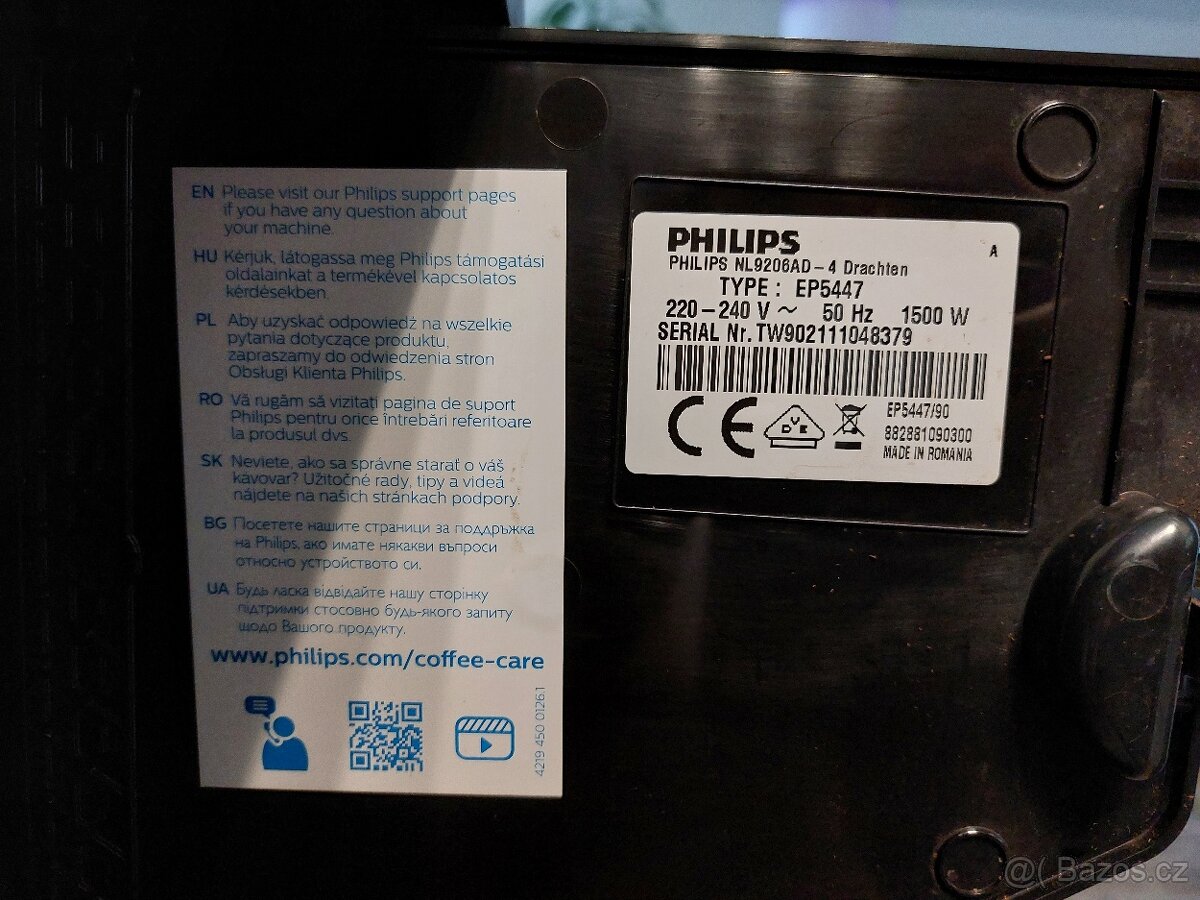 EN Please visit our Philips support pages
if you have any question about
your machine.
HU Kérjük, látogassa meg Philips támogatási
oldalainkat a termékével kapcsolatos
kérdésekben.
PL Aby uzyskać odpowiedź na wszelkie
pytania dotyczące produktu,
zapraszamy do odwiedzenia stron
Obsługi Klienta Philips.
RO Vă rugăm să vizitați pagina de suport
Philips pentru orice întrebări referitoare
la produsul dvs.
SK Neviete, ako sa správne starať o váš
kávovar? Užitočné rady, tipy a videá
nájdete na našich stránkach podpory.
BG Посетете нашите страници за поддръжка
на Philips, ако имате някакви въпроси
относно устройството си.
UA Будь ласка відвідайте нашу сторінку
підтримки стосовно будь-якого запиту
щодо Вашого продукту.
www.philips.com/coffee-care
4219 450 0126.1
PHILIPS
A
PHILIPS NL9206AD-4 Drachten
TYPE : EP5447
220-240 V ~ 50 Hz 1500 W
SERIAL Nr. TW902111048379
CE
DVE
EP5447/90
882881090300
MADE IN ROMANIA
@( Bazos.cz